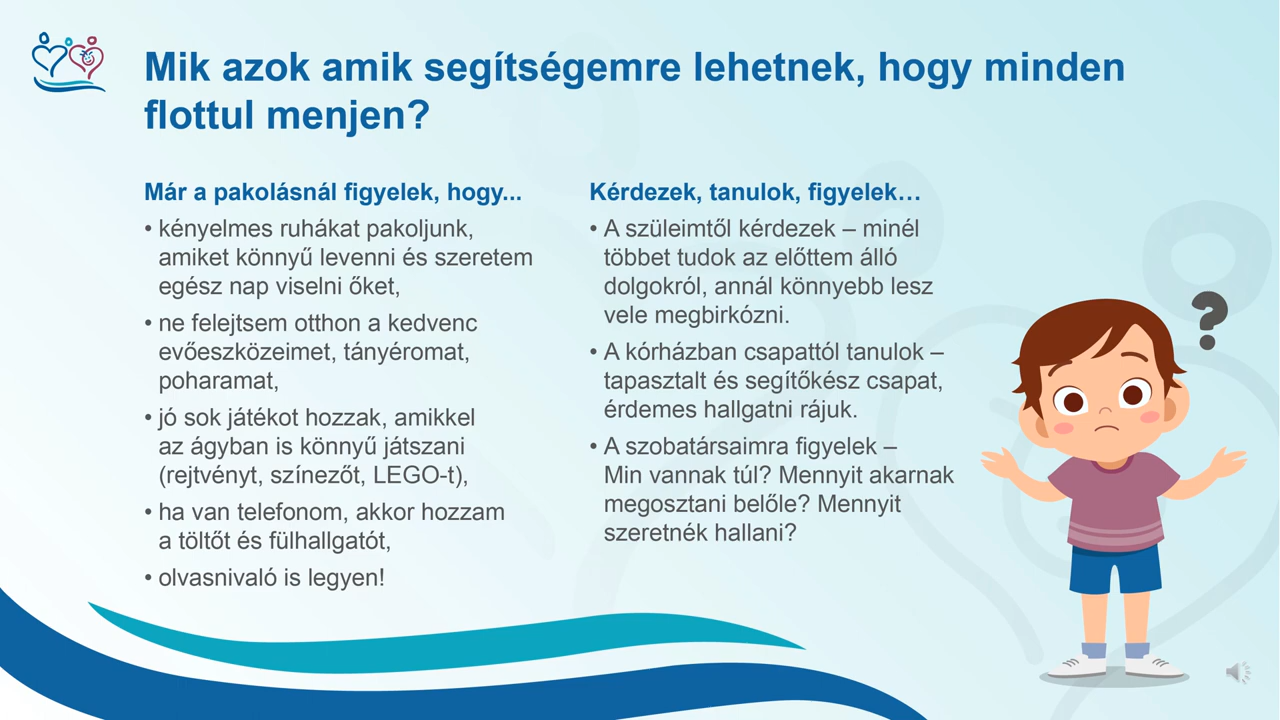 Mik azok amik segítségemre lehetnek, hogy minden
flottul menjen?
Már a pakolásnál figyelek, hogy...
• kényelmes ruhákat pakoljunk,
amiket könnyű levenni és szeretem
egész nap viselni őket,
• ne felejtsem otthon a kedvenc
evőeszközeimet, tányéromat,
poharamat,
• jó sok játékot hozzak, amikkel
az ágyban is könnyű játszani
(rejtvényt, színezőt, LEGO-t),
• ha van telefonom, akkor hozzam
a töltőt és fülhallgatót,
• olvasnivaló is legyen!
Kérdezek, tanulok, figyelek…
• A szüleimtől kérdezek – minél
többet tudok az előttem álló
dolgokról, annál könnyebb lesz
vele megbirkózni.
• A kórházban csapattól tanulok –
tapasztalt és segítőkész csapat,
érdemes hallgatni rájuk.
• A szobatársaimra figyelek –
Min vannak túl? Mennyit akarnak
megosztani belőle? Mennyit
szeretnék hallani?
?